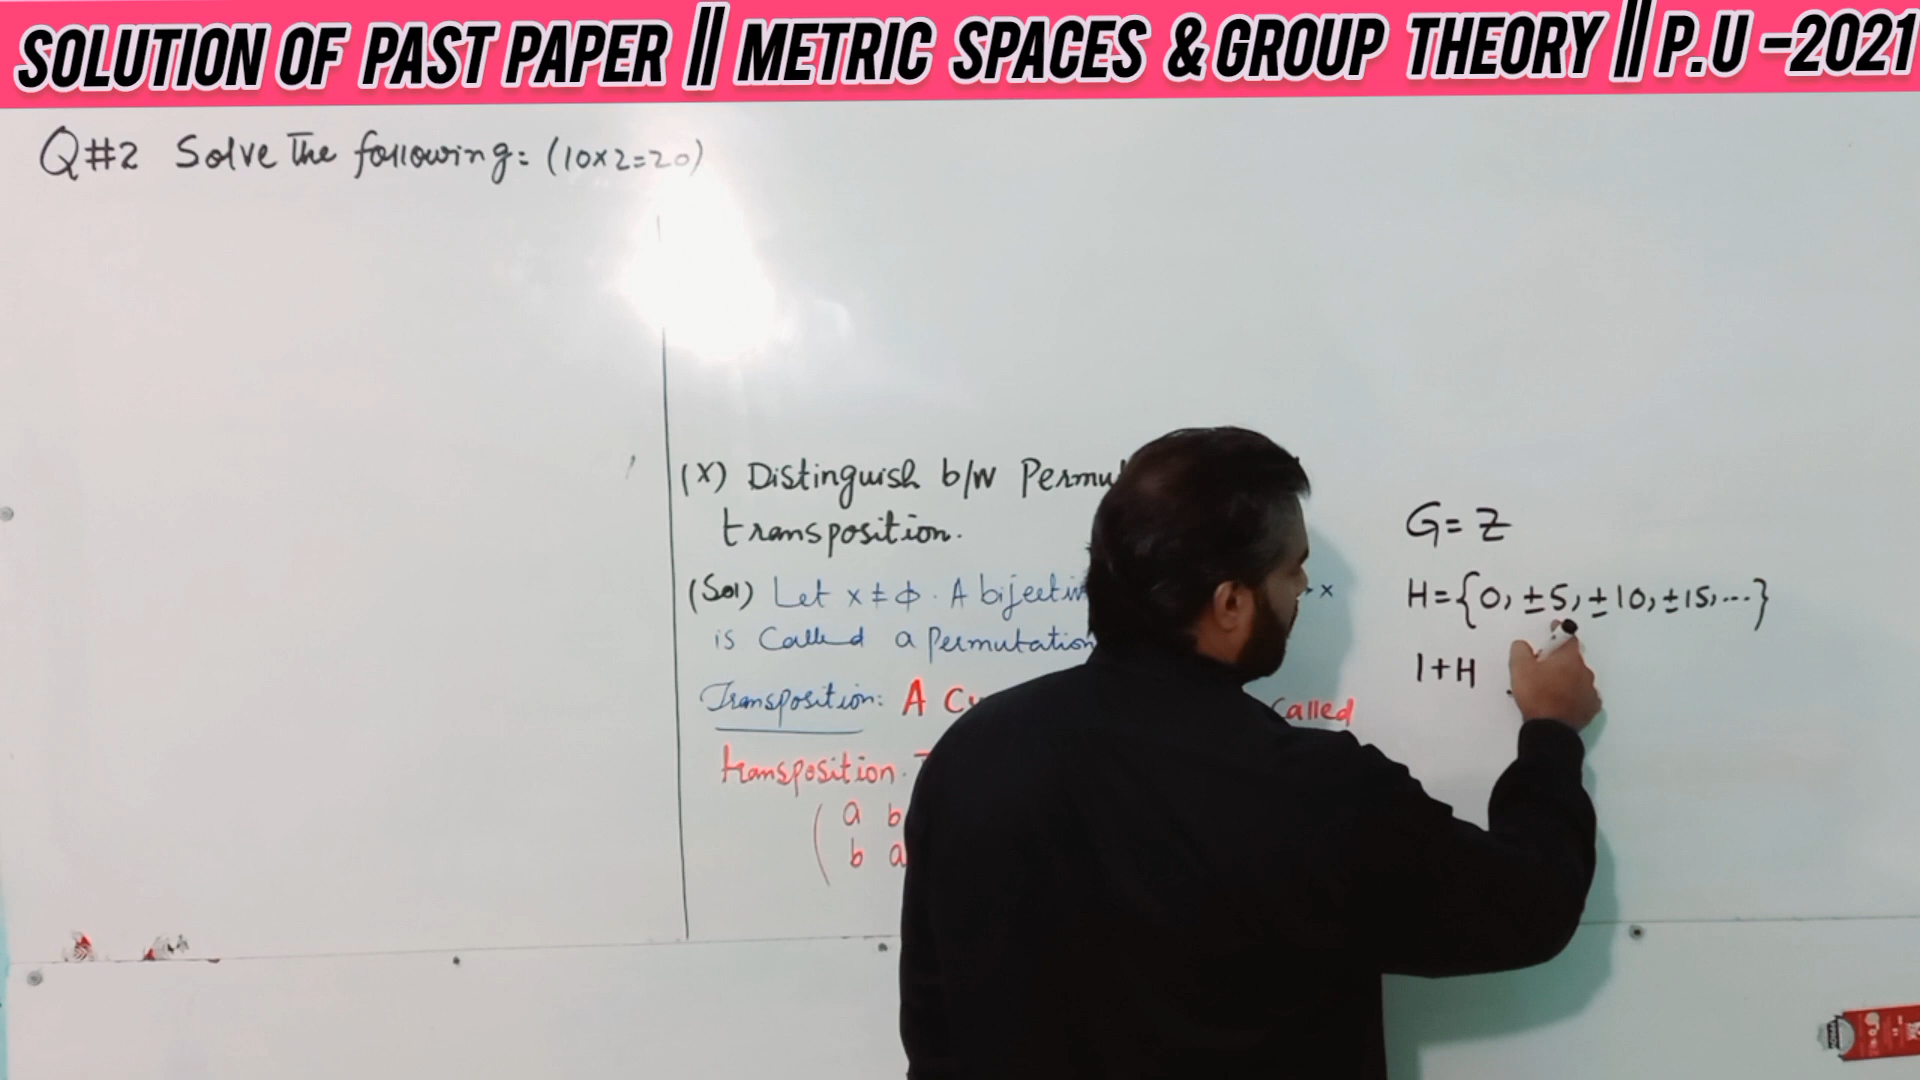 SOLUTION OF PAST PAPER || METRIC SPACES & GROUP THEORY || P.U -2021
Q#2 Solve The following: (10×2=20)
(X) Distinguish b/w Permu
transposition.
(Sol) Let x ≠ ϕ. A bijectiv x
is Called a Permutation
Transposition: A Called
transposition.
a b
b a
G = Z
H = {0, ±5, ±10, ±15, ...}
1+H